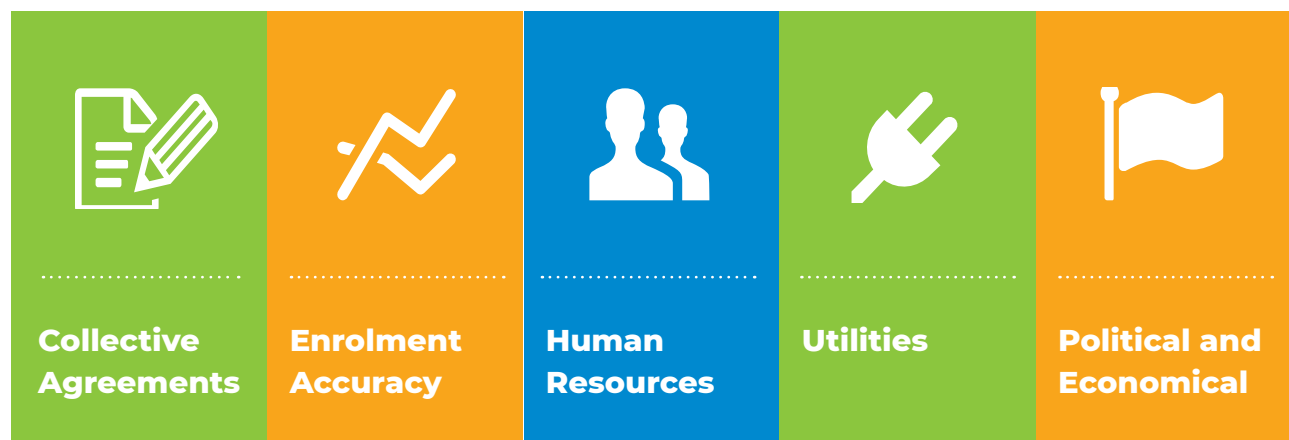 Collective
Agreements
Enrolment
Accuracy
Human
Resources
Utilities
Political and
Economical